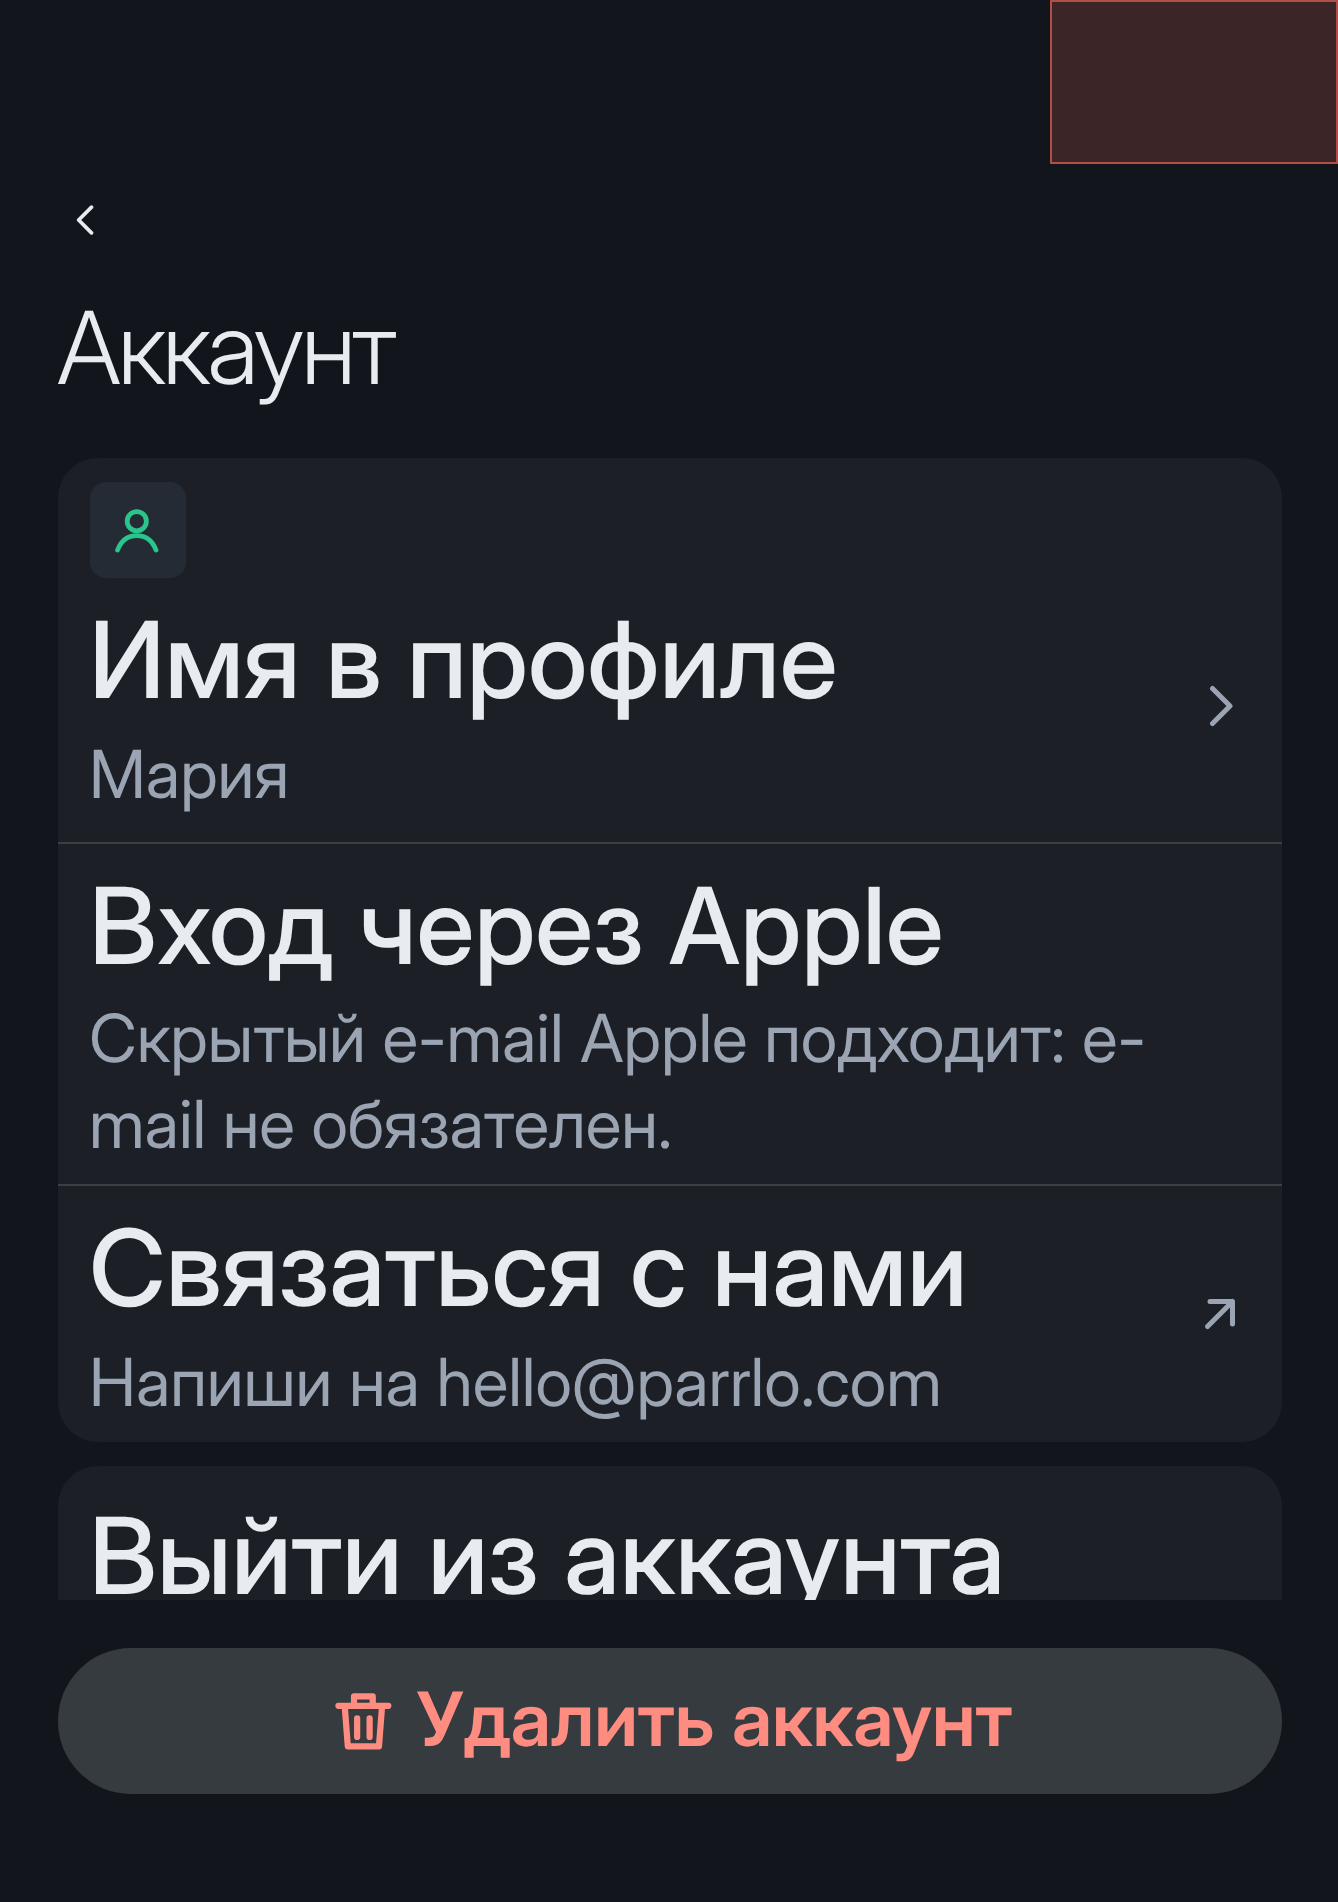 Аккаунт
Имя в профиле
Мария
Вход через Apple
Скрытый e-mail Apple подходит: e-
mail не обязателен.
Связаться с нами
Напиши на hello@parrlo.com
Выйти из аккаунта
Удалить аккаунт